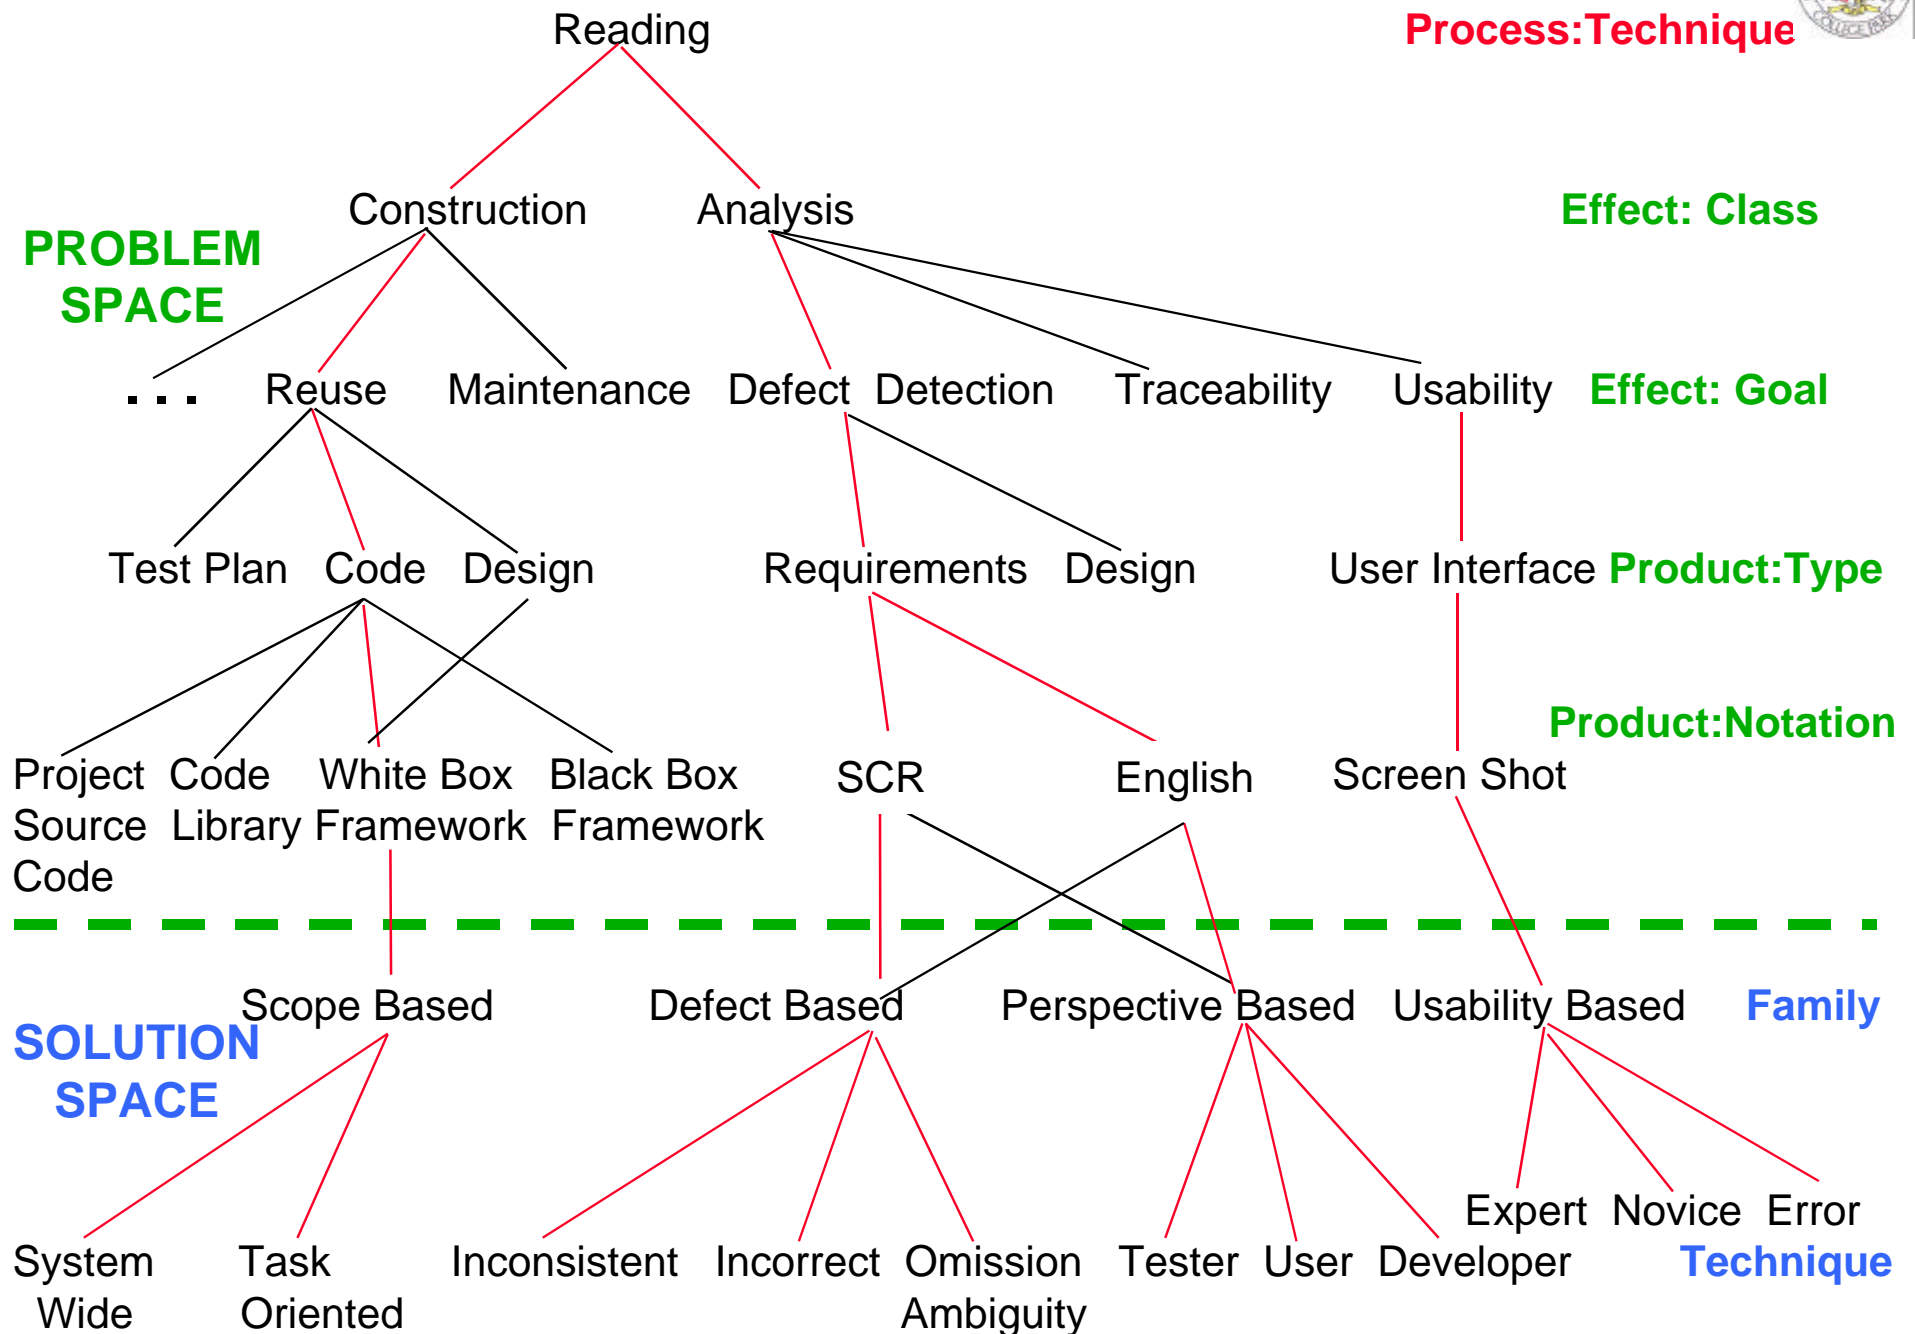 Reading
Process:Technique
COLLEGE PARK
Construction Analysis Effect: Class
PROBLEM
SPACE
... Reuse Maintenance Defect Detection Traceability Usability Effect: Goal
Test Plan Code Design Requirements Design User Interface Product:Type
Product:Notation
Project Code White Box Black Box SCR English Screen Shot
Source Library Framework Framework
Code
Scope Based Defect Based Perspective Based Usability Based Family
SOLUTION
SPACE
Expert Novice Error
System Task Inconsistent Incorrect Omission Tester User Developer Technique
Wide Oriented Ambiguity